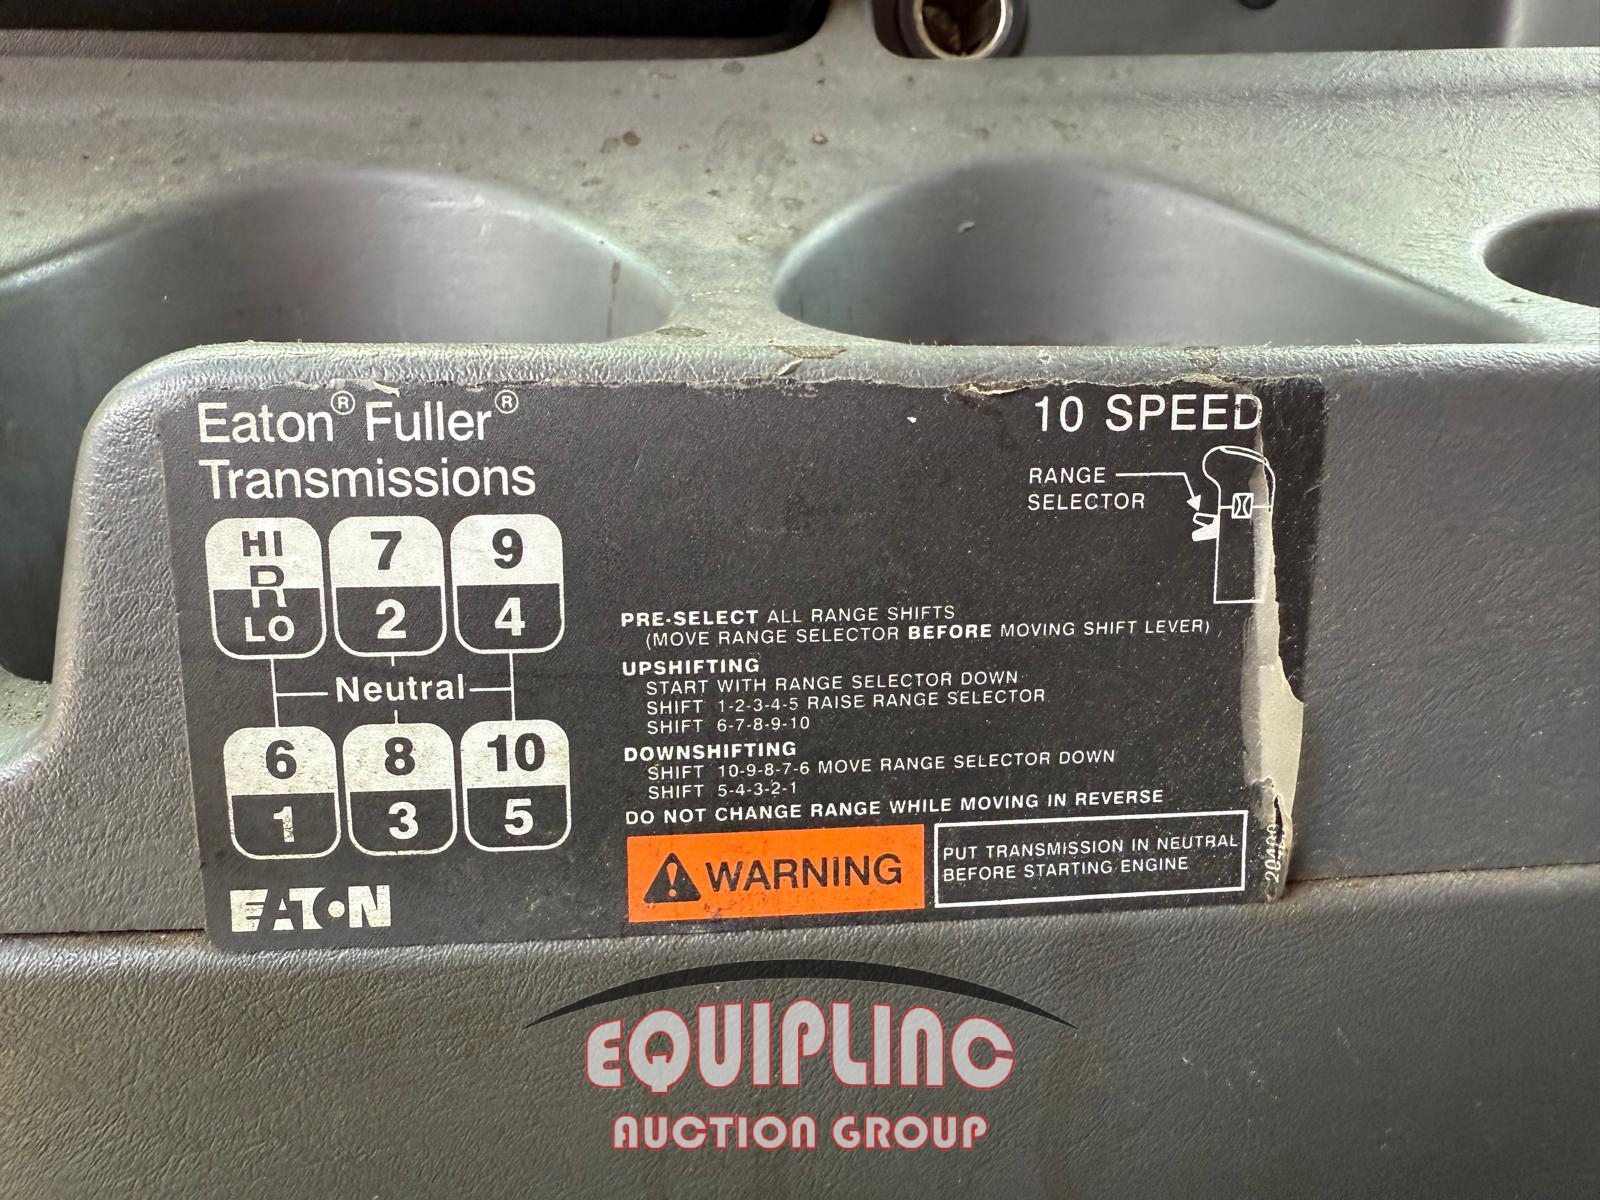 Eaton® Fuller®
Transmissions
10 SPEED
RANGE
SELECTOR
HI 7 9
R
LO 2 4
Neutral
6 8 10
1 3 5
EATON
PRE-SELECT ALL RANGE SHIFTS
(MOVE RANGE SELECTOR BEFORE MOVING SHIFT LEVER)
UPSHIFTING
START WITH RANGE SELECTOR DOWN
SHIFT 1-2-3-4-5 RAISE RANGE SELECTOR
SHIFT 6-7-8-9-10
DOWNSHIFTING
SHIFT 10-9-8-7-6 MOVE RANGE SELECTOR DOWN
SHIFT 5-4-3-2-1
DO NOT CHANGE RANGE WHILE MOVING IN REVERSE
WARNING
PUT TRANSMISSION IN NEUTRAL
BEFORE STARTING ENGINE
EQUIPLINC
AUCTION GROUP